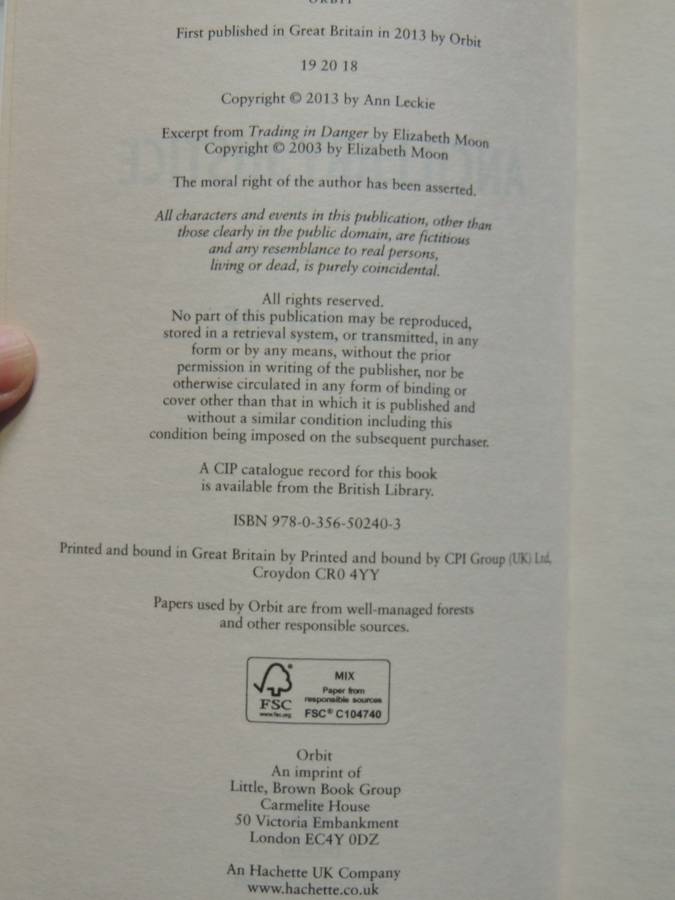 ORBIT
First published in Great Britain in 2013 by Orbit
19 20 18
Copyright © 2013 by Ann Leckie
Excerpt from Trading in Danger by Elizabeth Moon
Copyright © 2003 by Elizabeth Moon
The moral right of the author has been asserted.
All characters and events in this publication, other than
those clearly in the public domain, are fictitious
and any resemblance to real persons,
living or dead, is purely coincidental.
All rights reserved.
No part of this publication may be reproduced,
stored in a retrieval system, or transmitted, in any
form or by any means, without the prior
permission in writing of the publisher, nor be
otherwise circulated in any form of binding or
cover other than that in which it is published and
without a similar condition including this
condition being imposed on the subsequent purchaser.
A CIP catalogue record for this book
is available from the British Library.
ISBN 978-0-356-50240-3
Printed and bound in Great Britain by Printed and bound by CPI Group (UK) Ltd,
Croydon CR0 4YY
Papers used by Orbit are from well-managed forests
and other responsible sources.
FSC
www.fsc.org
MIX
Paper from
responsible sources
FSC® C104740
Orbit
An imprint of
Little, Brown Book Group
Carmelite House
50 Victoria Embankment
London EC4Y 0DZ
An Hachette UK Company
www.hachette.co.uk